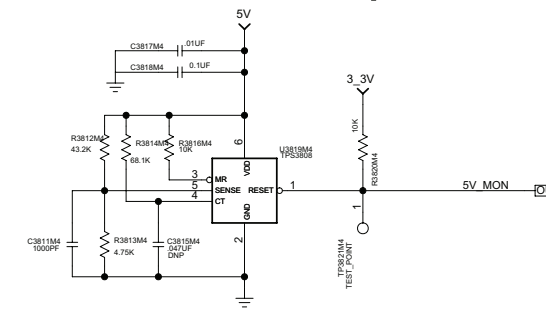 5V
C3817M4 .01UF
C3818M4 0.1UF
3_3V
10K
R3820M4
R3812M4
43.2K
R3814M4
68.1K
R3816M4
10K
U3819M4
TPS3808
6
VDD
3 MR
5 SENSE RESET 1
4 CT
GND
2
5V_MON
O
1
TP3821M4
TEST_POINT
C3811M4
1000PF
R3813M4
4.75K
C3815M4
.047UF
DNP